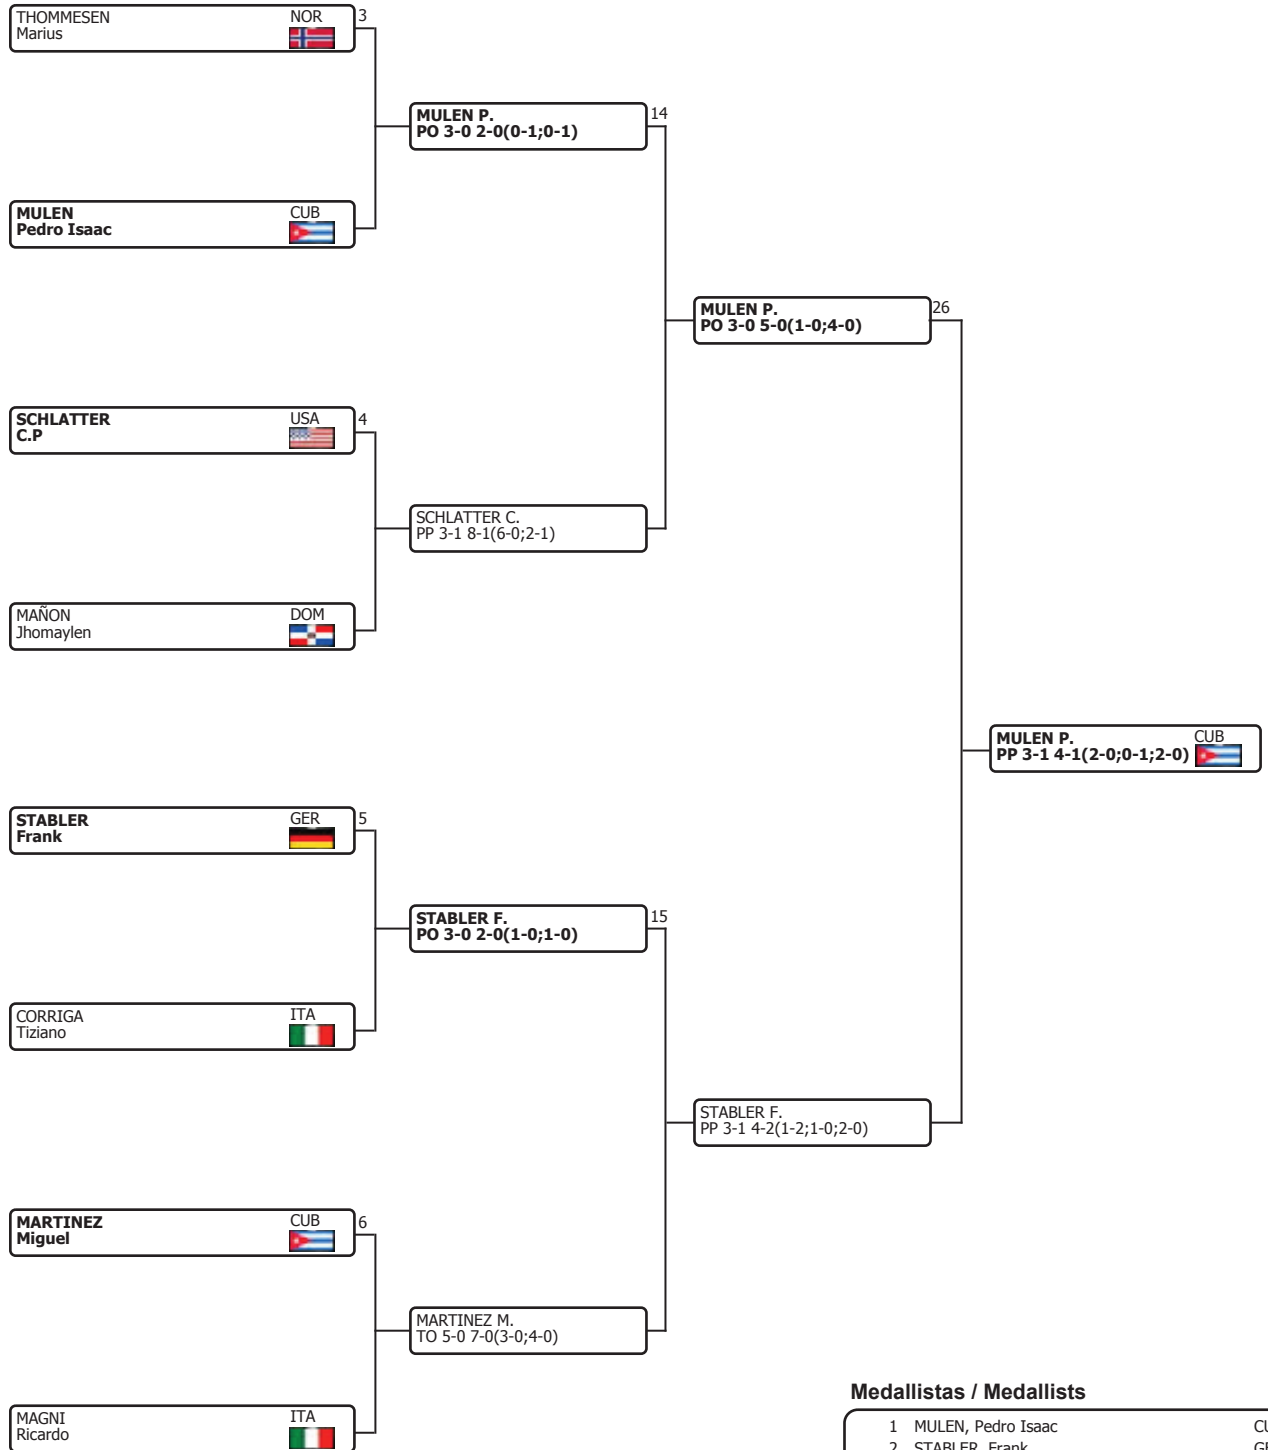 THOMMESEN NOR 3
Marius
MULEN P. 14
PO 3-0 2-0(0-1;0-1)
MULEN CUB
Pedro Isaac
MULEN P. 26
PO 3-0 5-0(1-0;4-0)
SCHLATTER USA 4
C.P
SCHLATTER C.
PP 3-1 8-1(6-0;2-1)
MAÑON DOM
Jhomaylen
MULEN P. CUB
PP 3-1 4-1(2-0;0-1;2-0)
STABLER GER 5
Frank
STABLER F. 15
PO 3-0 2-0(1-0;1-0)
CORRIGA ITA
Tiziano
STABLER F.
PP 3-1 4-2(1-2;1-0;2-0)
MARTINEZ CUB 6
Miguel
MARTINEZ M.
TO 5-0 7-0(3-0;4-0)
MAGNI ITA
Ricardo
Medallistas / Medallists
1 MULEN, Pedro Isaac
2 STABLER, Frank